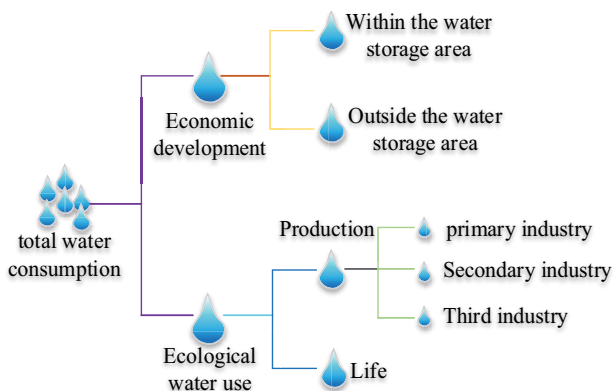 Within the water
storage area
Economic
development
Outside the water
storage area
total water
consumption
Production
primary industry
Secondary industry
Third industry
Ecological
water use
Life